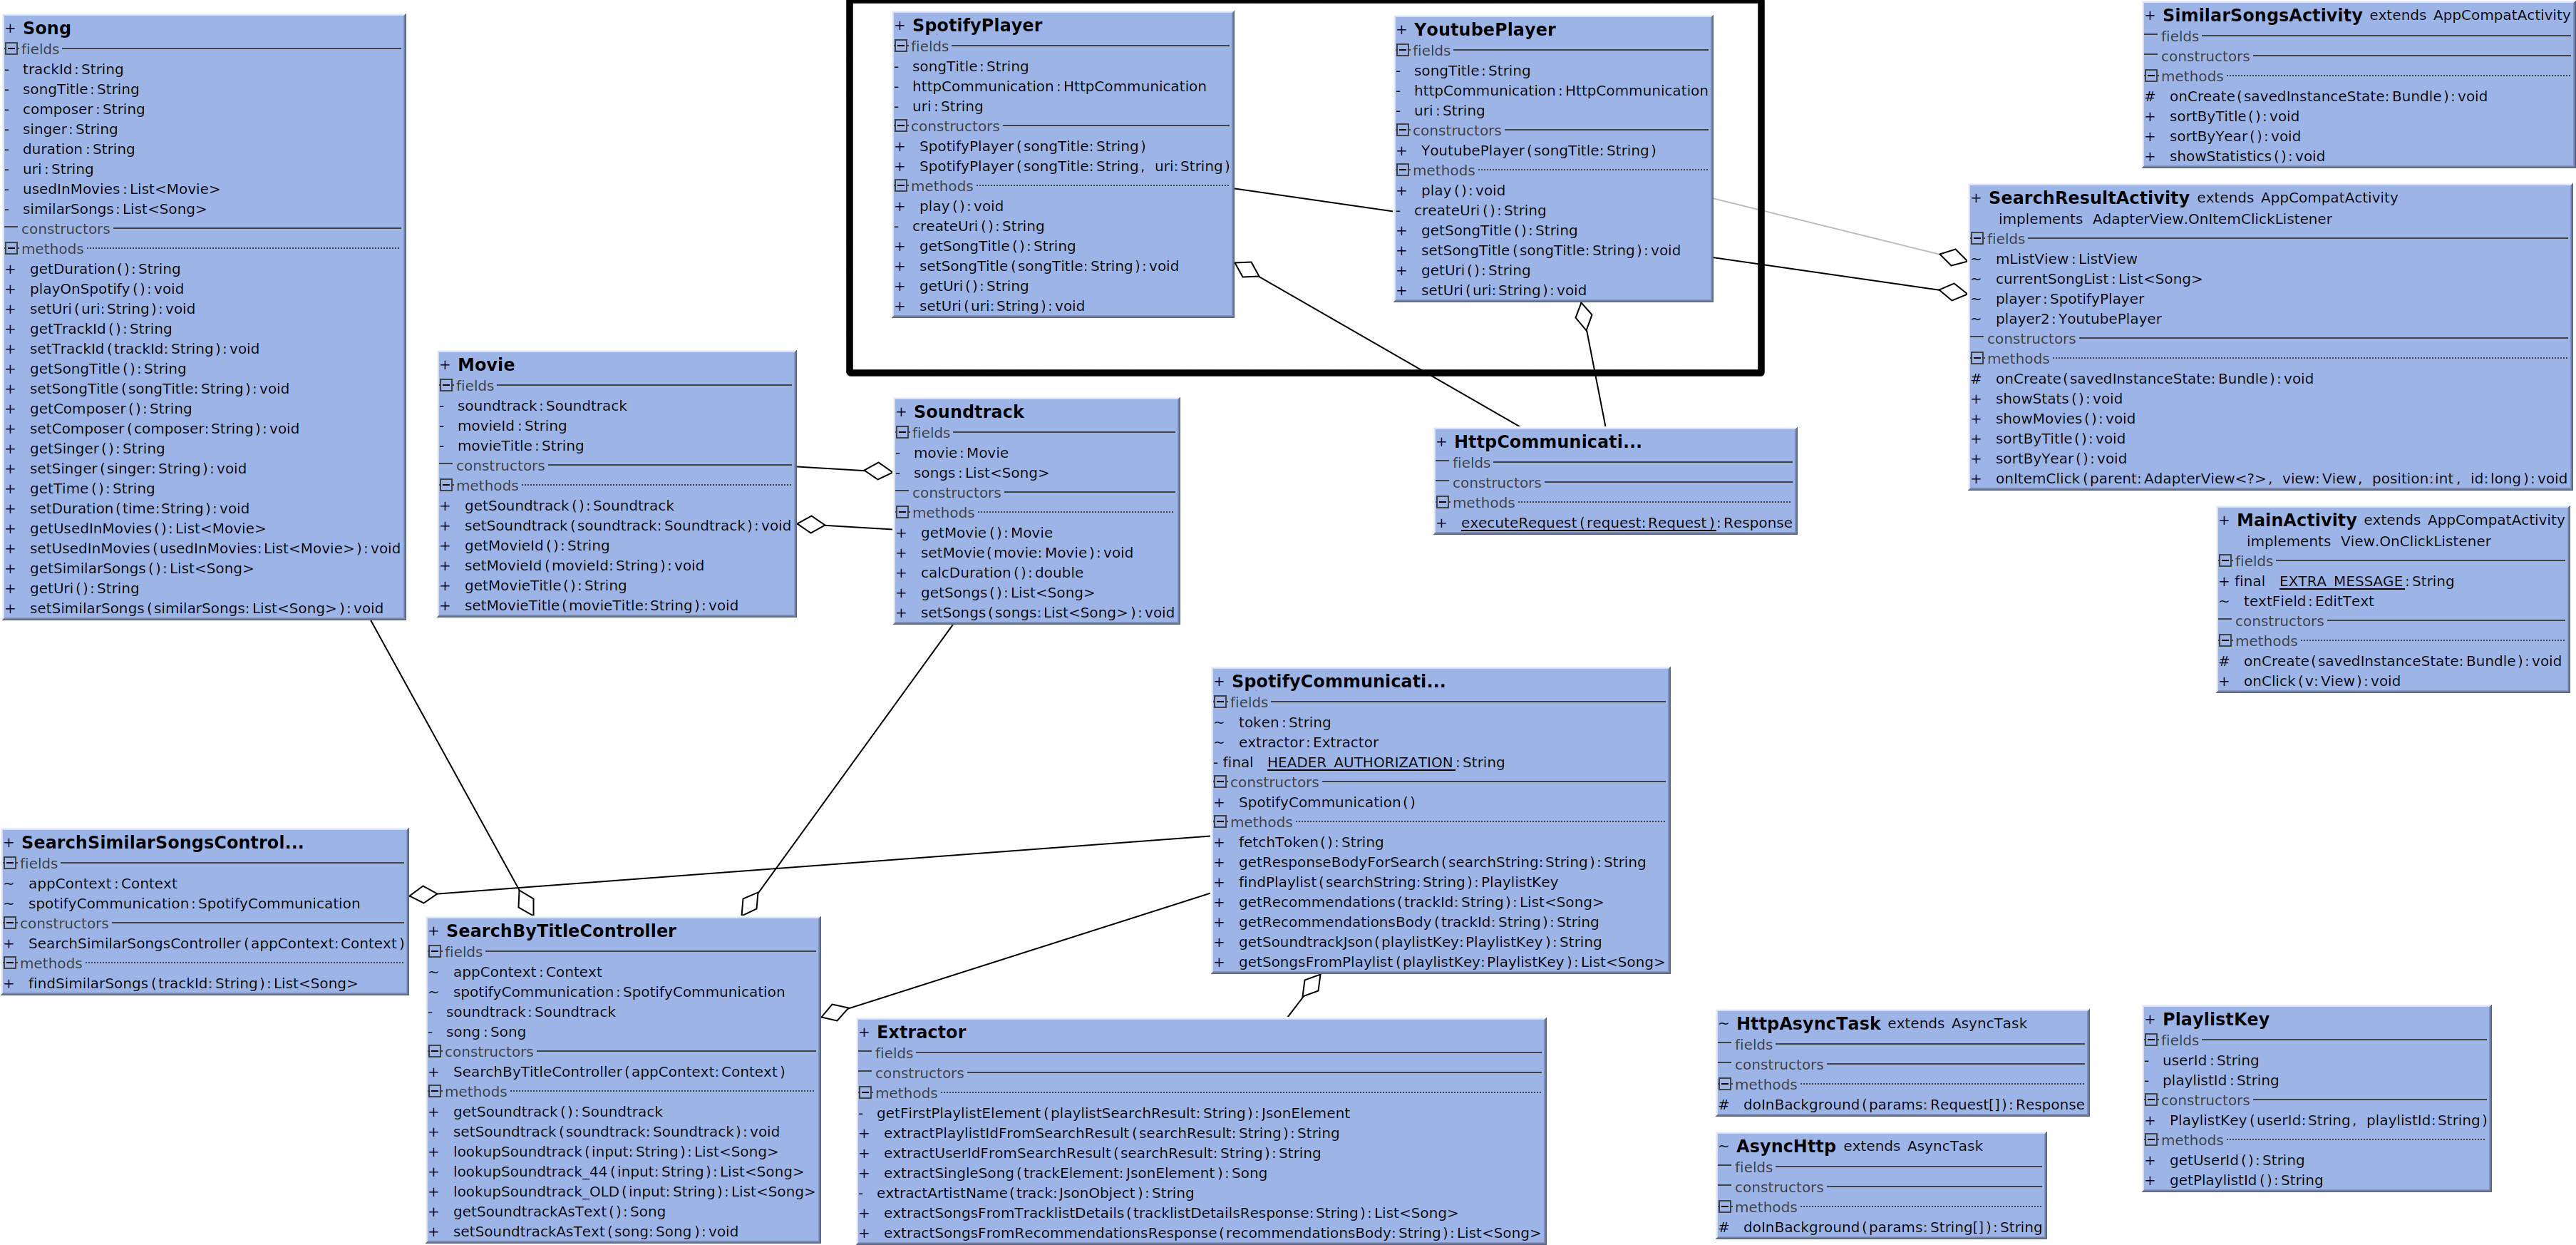 + Song
fields
- trackId : String
- songTitle : String
- composer : String
- singer : String
- duration : String
- uri : String
- usedInMovies : List<Movie>
- similarSongs : List<Song>
constructors
methods
+ getDuration () : String
+ playOnSpotify () : void
+ setUri (uri: String) : void
+ getTrackId () : String
+ setTrackId (trackId: String) : void
+ getSongTitle () : String
+ setSongTitle (songTitle: String) : void
+ getComposer () : String
+ setComposer (composer: String) : void
+ getSinger () : String
+ setSinger (singer: String) : void
+ getTime () : String
+ setDuration (time: String) : void
+ getUsedInMovies () : List<Movie>
+ setUsedInMovies (usedInMovies: List<Movie>) : void
+ getSimilarSongs () : List<Song>
+ getUri () : String
+ setSimilarSongs (similarSongs: List<Song>) : void
+ Movie
fields
- soundtrack : Soundtrack
- movieId : String
- movieTitle : String
constructors
methods
+ getSoundtrack () : Soundtrack
+ setSoundtrack (soundtrack: Soundtrack) : void
+ getMovieId () : String
+ setMovieId (movieId: String) : void
+ getMovieTitle () : String
+ setMovieTitle (movieTitle: String) : void
+ SpotifyPlayer
fields
- songTitle : String
- httpCommunication : HttpCommunication
- uri : String
constructors
+ SpotifyPlayer (songTitle: String)
+ SpotifyPlayer (songTitle: String, uri: String)
methods
+ play () : void
- createUri () : String
+ getSongTitle () : String
+ setSongTitle (songTitle: String) : void
+ getUri () : String
+ setUri (uri: String) : void
+ YoutubePlayer
fields
- songTitle : String
- httpCommunication : HttpCommunication
- uri : String
constructors
+ YoutubePlayer (songTitle: String)
methods
+ play () : void
- createUri () : String
+ getSongTitle () : String
+ setSongTitle (songTitle: String) : void
+ getUri () : String
+ setUri (uri: String) : void
+ Soundtrack
fields
- movie : Movie
- songs : List<Song>
constructors
methods
+ getMovie () : Movie
+ setMovie (movie: Movie) : void
+ calcDuration () : double
+ getSongs () : List<Song>
+ setSongs (songs: List<Song>) : void
+ HttpCommunicati...
fields
constructors
methods
+ executeRequest (request: Request ) : Response
+ SimilarSongsActivity extends AppCompatActivity
fields
constructors
methods
# onCreate (savedInstanceState: Bundle) : void
+ sortByTitle () : void
+ sortByYear () : void
+ showStatistics () : void
+ SearchResultActivity extends AppCompatActivity
implements AdapterView.OnItemClickListener
fields
~ mListView : ListView
~ currentSongList : List<Song>
~ player : SpotifyPlayer
~ player2 : YoutubePlayer
constructors
methods
# onCreate (savedInstanceState: Bundle) : void
+ showStats () : void
+ showMovies () : void
+ sortByTitle () : void
+ sortByYear () : void
+ onItemClick (parent: AdapterView<?>, view: View, position: int, id: long) : void
+ MainActivity extends AppCompatActivity
implements View.OnClickListener
fields
+ final EXTRA_MESSAGE : String
~ textField : EditText
constructors
methods
# onCreate (savedInstanceState: Bundle) : void
+ onClick (v: View) : void
+ SpotifyCommunicati...
fields
~ token : String
~ extractor : Extractor
- final HEADER_AUTHORIZATION : String
constructors
+ SpotifyCommunication ()
methods
+ fetchToken () : String
+ getResponseBodyForSearch (searchString: String) : String
+ findPlaylist (searchString: String) : PlaylistKey
+ getRecommendations (trackId: String) : List<Song>
+ getRecommendationsBody (trackId: String) : String
+ getSoundtrackJson (playlistKey: PlaylistKey ) : String
+ getSongsFromPlaylist (playlistKey: PlaylistKey ) : List<Song>
+ SearchSimilarSongsControl...
fields
~ appContext : Context
~ spotifyCommunication : SpotifyCommunication
constructors
+ SearchSimilarSongsController (appContext: Context)
methods
+ findSimilarSongs (trackId: String) : List<Song>
+ SearchByTitleController
fields
~ appContext : Context
~ spotifyCommunication : SpotifyCommunication
- soundtrack : Soundtrack
- song : Song
constructors
+ SearchByTitleController (appContext: Context)
methods
+ getSoundtrack () : Soundtrack
+ setSoundtrack (soundtrack: Soundtrack) : void
+ lookupSoundtrack (input: String) : List<Song>
+ lookupSoundtrack_44 (input: String) : List<Song>
+ lookupSoundtrack_OLD (input: String) : List<Song>
+ getSoundtrackAsText () : Song
+ setSoundtrackAsText (song: Song) : void
+ Extractor
fields
constructors
methods
- getFirstPlaylistElement (playlistSearchResult: String) : JsonElement
+ extractPlaylistIdFromSearchResult (searchResult: String) : String
+ extractUserIdFromSearchResult (searchResult: String) : String
+ extractSingleSong (trackElement: JsonElement ) : Song
- extractArtistName (track: JsonObject ) : String
+ extractSongsFromTracklistDetails (tracklistDetailsResponse: String) : List<Song>
+ extractSongsFromRecommendationsResponse (recommendationsBody: String) : List<Song>
~ HttpAsyncTask extends AsyncTask
fields
constructors
methods
# doInBackground (params: Request[]) : Response
~ AsyncHttp extends AsyncTask
fields
constructors
methods
# doInBackground (params: String[]) : String
+ PlaylistKey
fields
- userId : String
- playlistId : String
constructors
+ PlaylistKey (userId: String, playlistId: String)
methods
+ getUserId () : String
+ getPlaylistId () : String